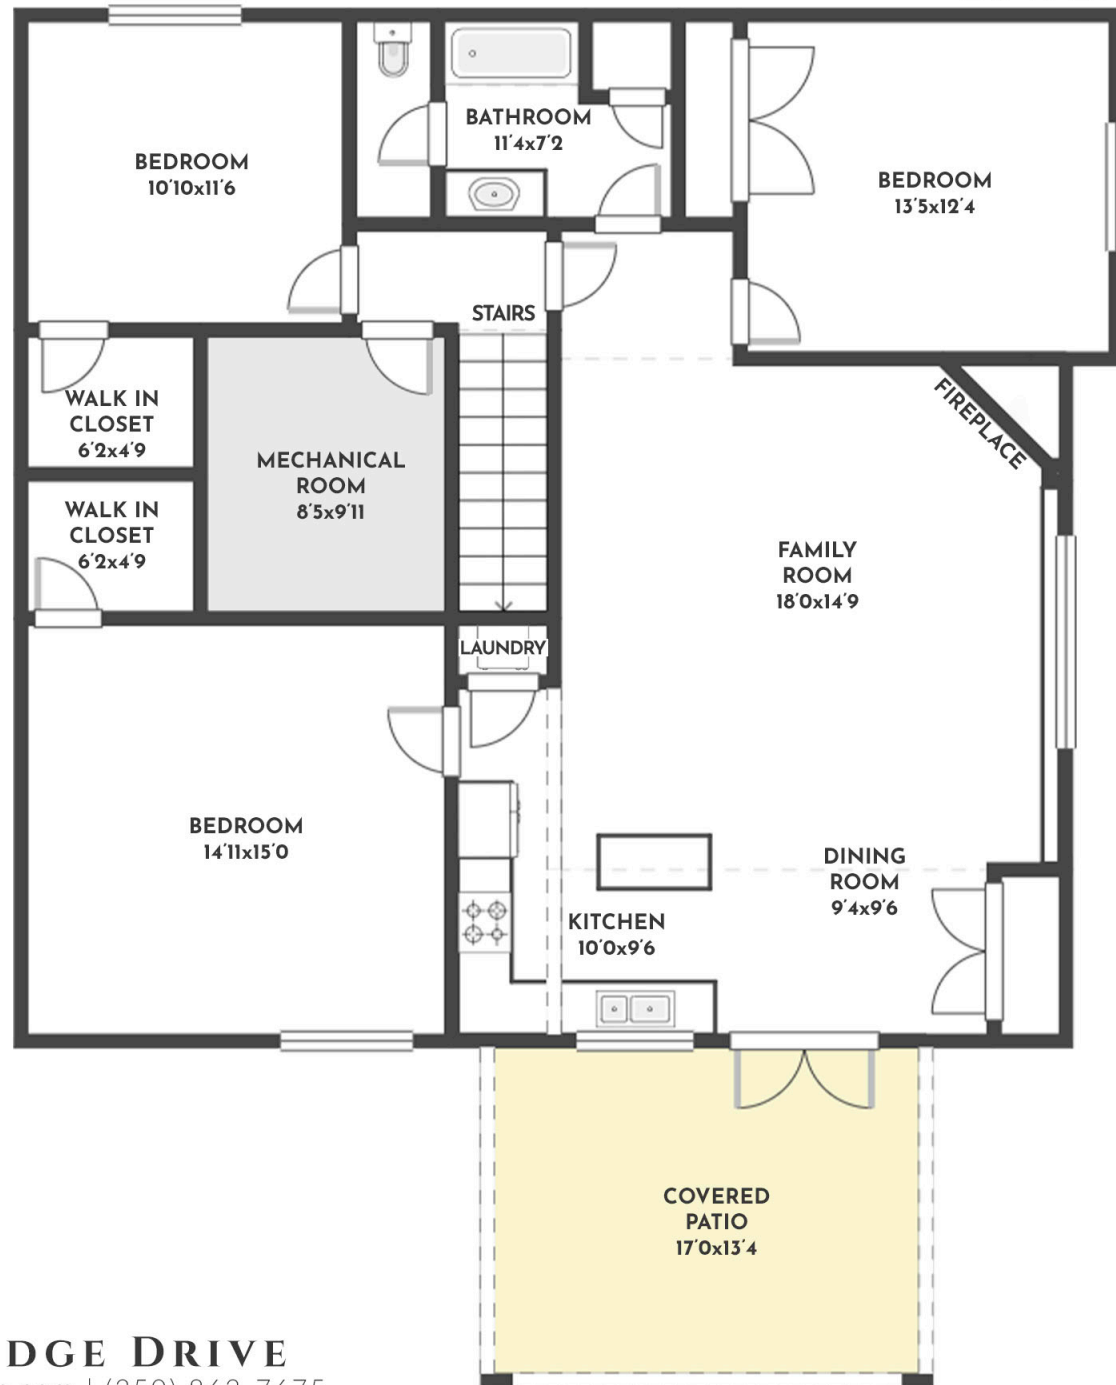 BATHROOM
11'4x7'2
BEDROOM
10'10x11'6
BEDROOM
13'5x12'4
STAIRS
WALK IN
CLOSET
6'2x4'9
MECHANICAL
ROOM
8'5x9'11
FIREPLACE
WALK IN
CLOSET
6'2x4'9
FAMILY
ROOM
18'0x14'9
LAUNDRY
BEDROOM
14'11x15'0
DINING
ROOM
9'4x9'6
KITCHEN
10'0x9'6
COVERED
PATIO
17'0x13'4
DGE DRIVE